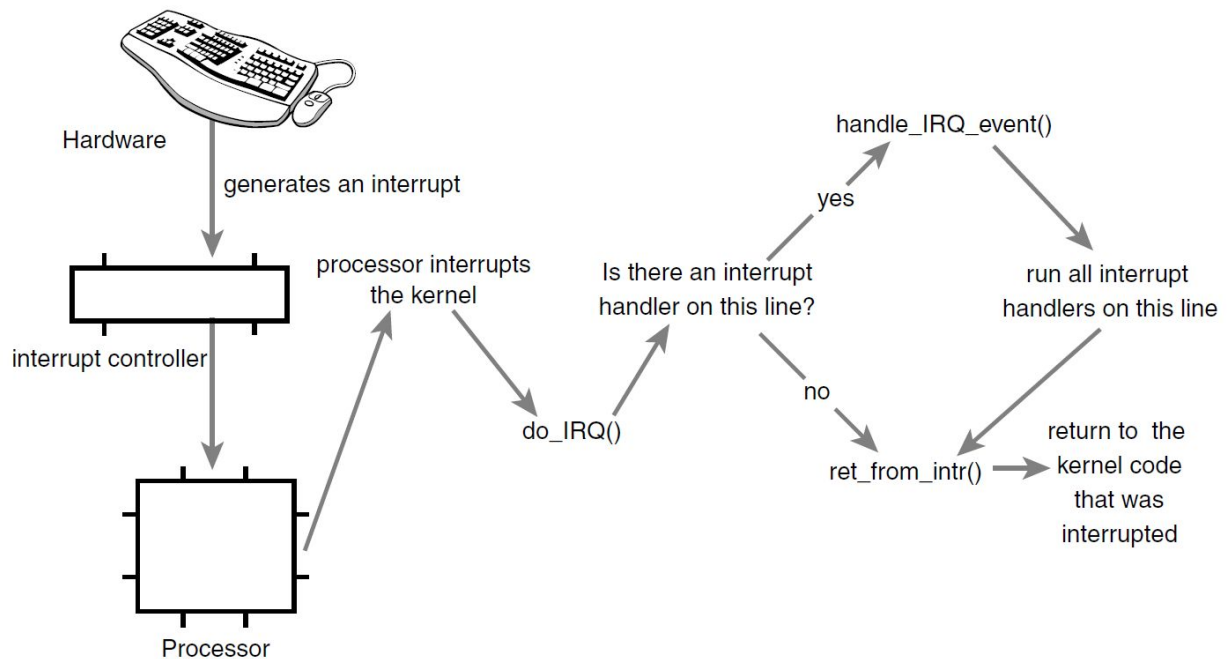 Hardware
generates an interrupt
interrupt controller
Processor
processor interrupts
the kernel
do_IRQ()
Is there an interrupt
handler on this line?
yes
no
handle_IRQ_event()
run all interrupt
handlers on this line
ret_from_intr()
return to the
kernel code
that was
interrupted